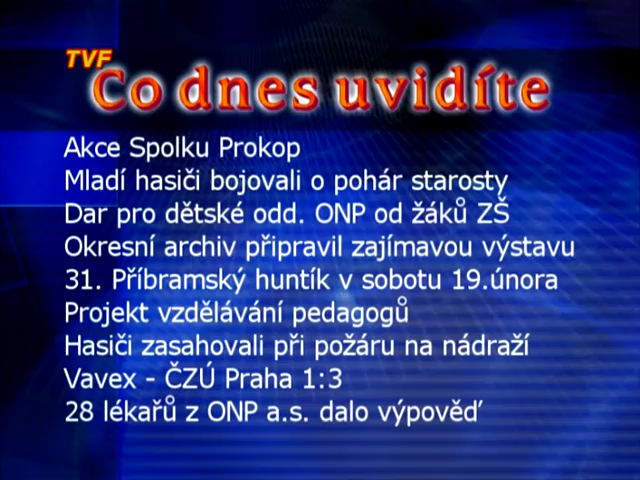 TVF
Co dnes uvidíte
Akce Spolku Prokop
Mladí hasiči bojovali o pohár starosty
Dar pro dětské odd. ONP od žáků ZŠ
Okresní archiv připravil zajímavou výstavu
31. Příbramský huntík v sobotu 19.února
Projekt vzdělávání pedagogů
Hasiči zasahovali při požáru na nádraží
Vavex - ČZÚ Praha 1:3
28 lékařů z ONP a.s. dalo výpověď